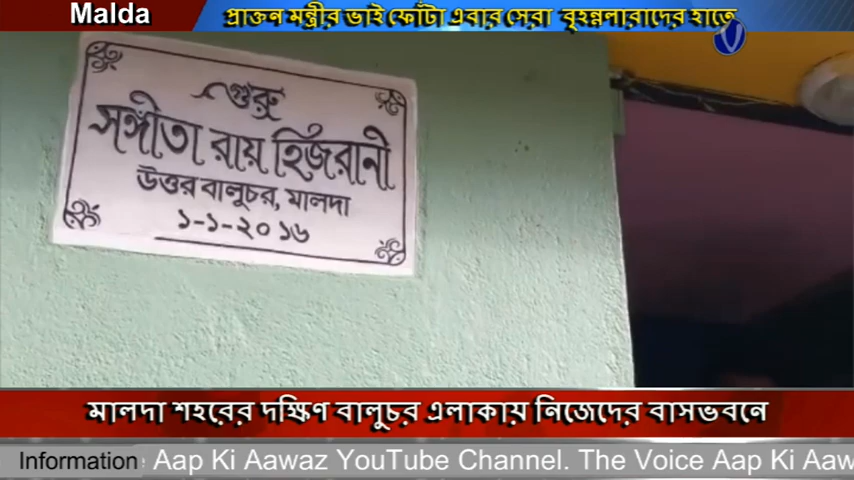 Malda
প্রাক্তন মন্ত্রীর ভাই ফোঁটা এবার সেরা বৃহন্নলারাদের হাতে
V
গুরু
সঙ্গীতা রায় হিজরানী
উত্তর বালুচর, মালদা
১-১-২০১৬
মালদা শহরের দক্ষিণ বালুচর এলাকায় নিজেদের বাসভবনে
Information Aap Ki Aawaz YouTube Channel. The Voice Aap Ki Aaw